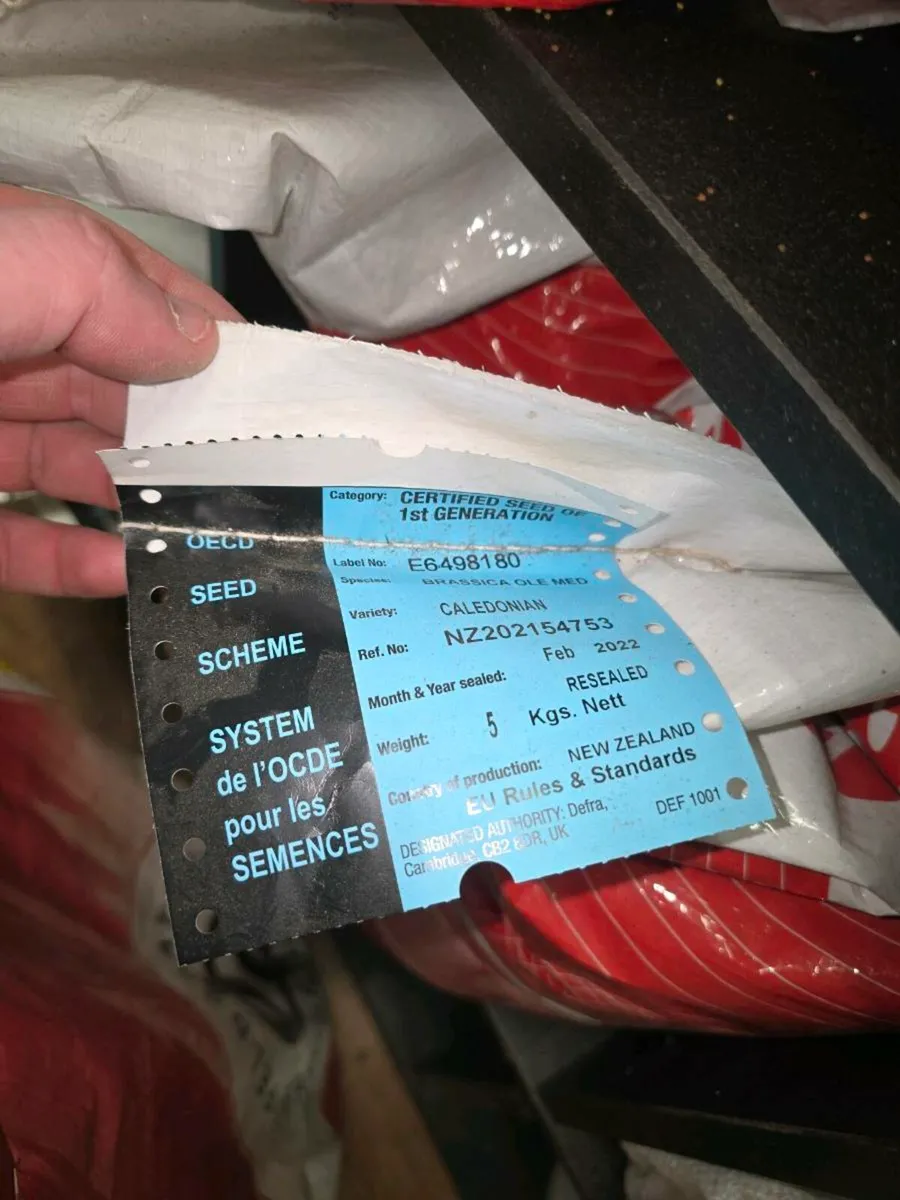 OECD
SEED
SCHEME
SYSTEM
de l'OCDE
pour les
SEMENCES
Category: CERTIFIED SEED OF
1st GENERATION
Label No: E6498180
Species: BRASSICA OLE MED
Variety: CALEDONIAN
Ref. No: NZ202154753
Month & Year sealed: Feb 2022
RESEALED
Weight: 5 Kgs. Nett
Country of production: NEW ZEALAND
EU Rules & Standards
DESIGNATED AUTHORITY: Defra,
Cambridge, CB2 8DR, UK
DEF 1001